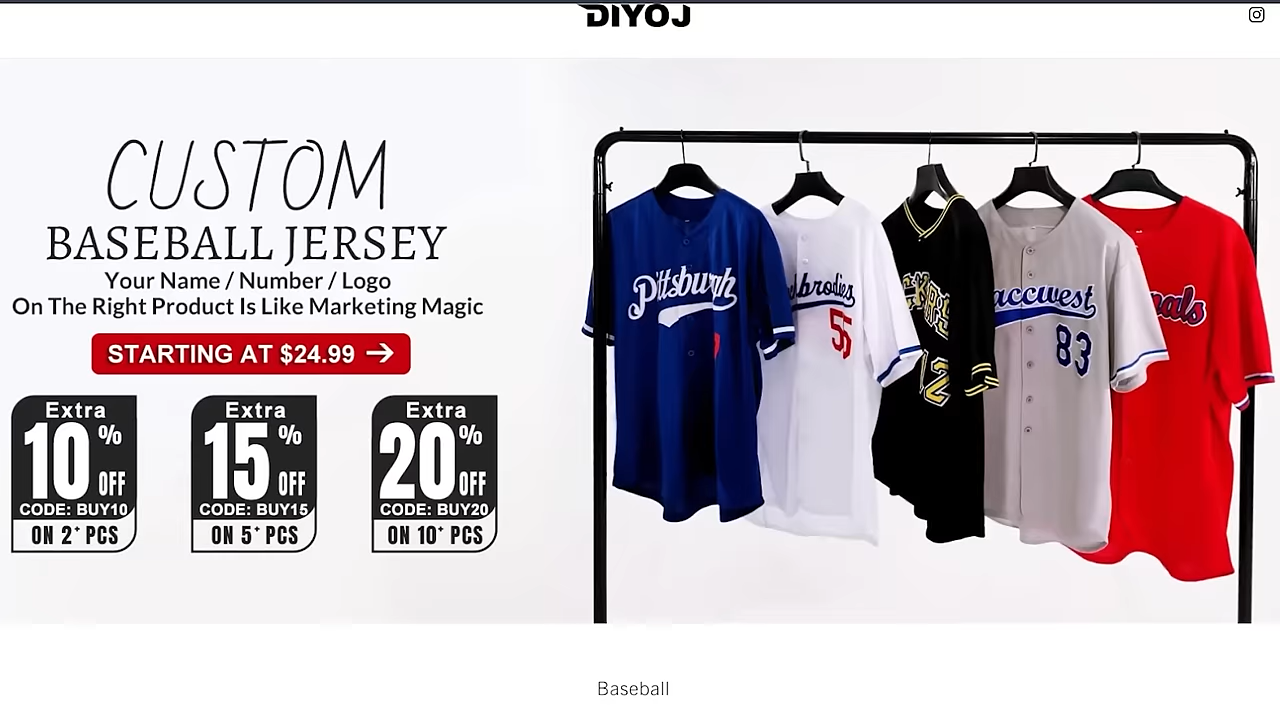 DIYOJ
CUSTOM
BASEBALL JERSEY
Your Name / Number / Logo
On The Right Product Is Like Marketing Magic
STARTING AT $24.99 →
Extra
10%
OFF
CODE: BUY10
ON 2+ PCS
Extra
15%
OFF
CODE: BUY15
ON 5+ PCS
Extra
20%
OFF
CODE: BUY20
ON 10+ PCS
Pittsburgh
55
accwest
83
Baseball